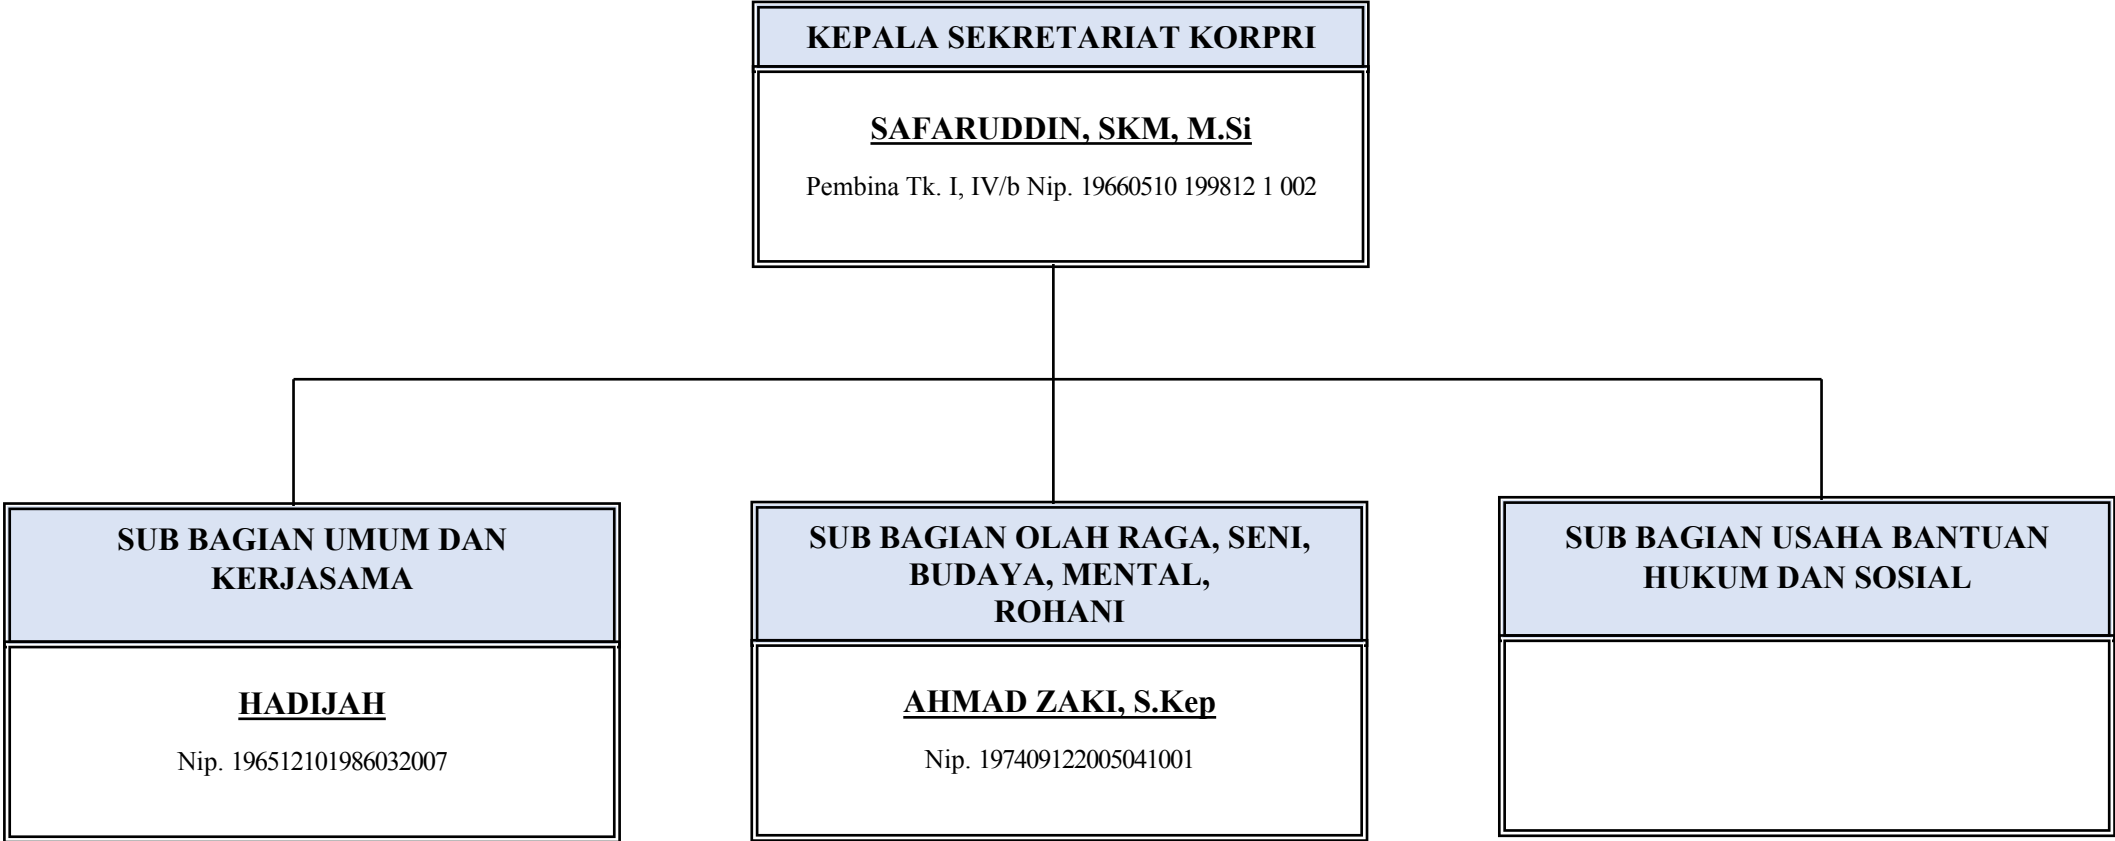 KEPALA SEKRETARIAT KORPRI
SAFARUDDIN, SKM, M.Si
Pembina Tk. I, IV/b Nip. 19660510 199812 1 002
SUB BAGIAN UMUM DAN
KERJASAMA
HADIJAH
Nip. 196512101986032007
SUB BAGIAN OLAH RAGA, SENI,
BUDAYA, MENTAL,
ROHANI
AHMAD ZAKI, S.Kep
Nip. 197409122005041001
SUB BAGIAN USAHA BANTUAN
HUKUM DAN SOSIAL